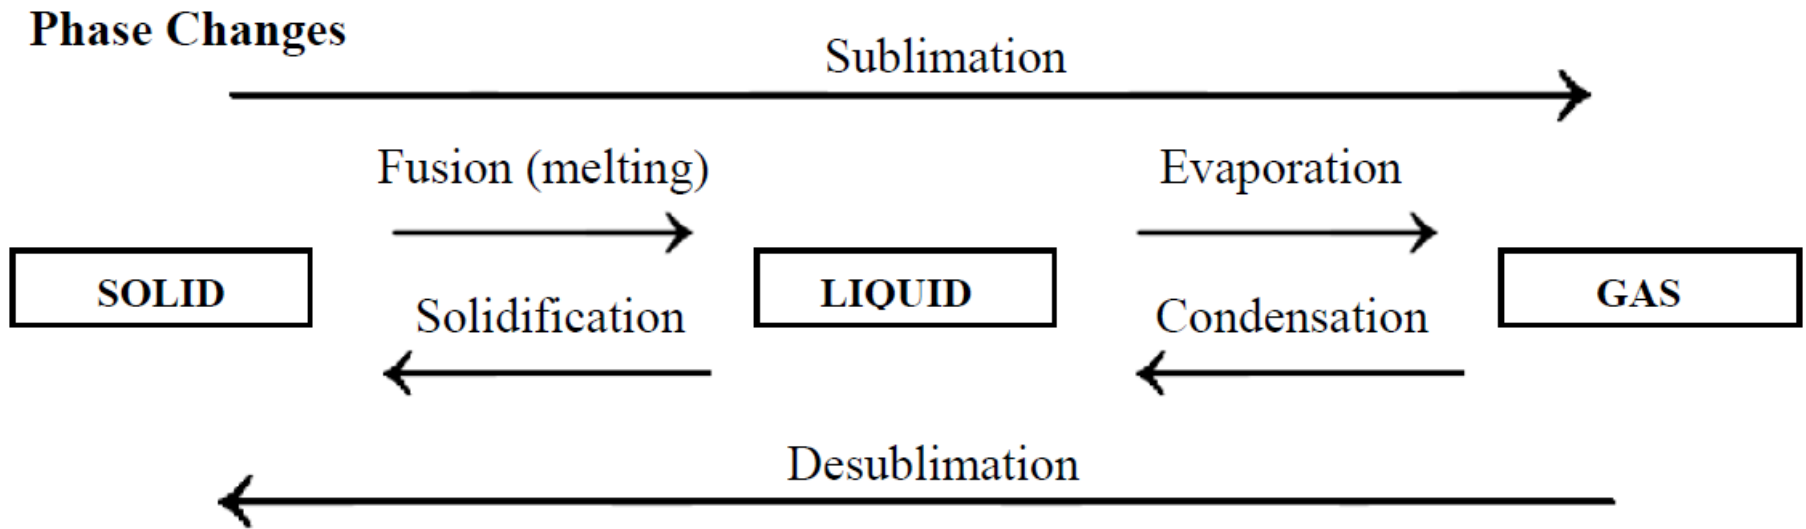 Phase Changes
Sublimation
Fusion (melting)
Evaporation
SOLID
LIQUID
GAS
Solidification
Condensation
Desublimation